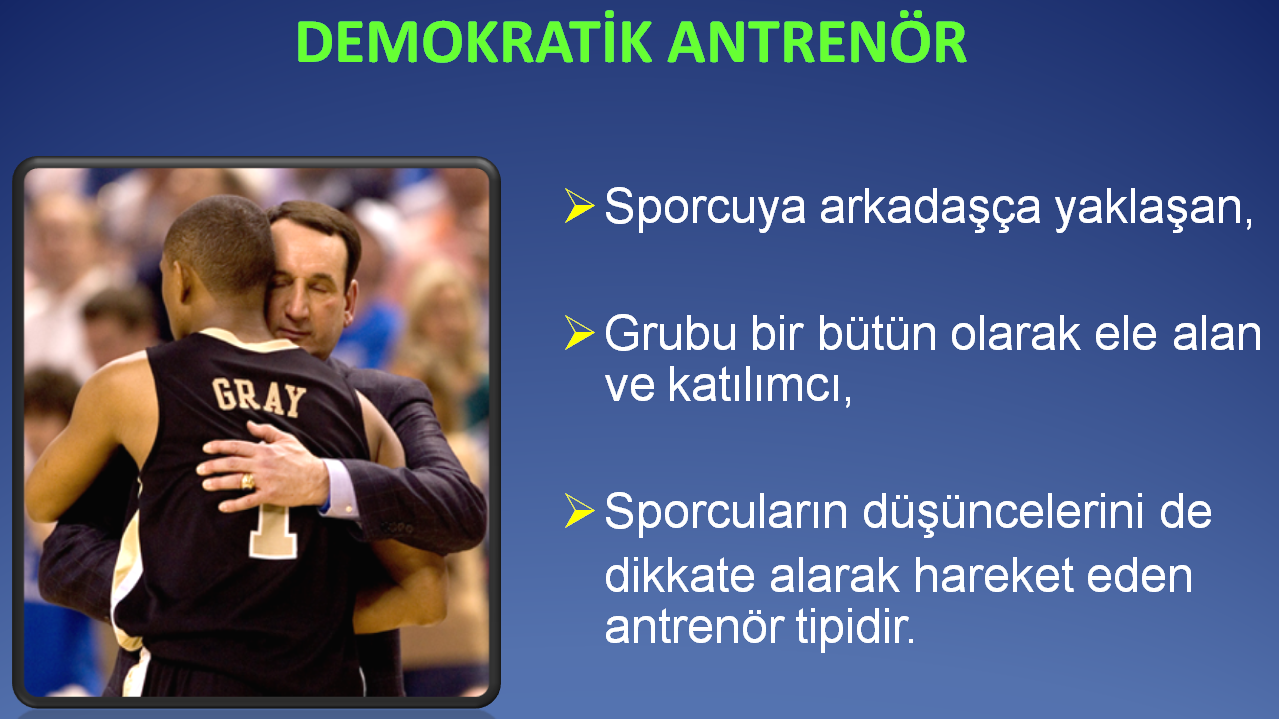 DEMOKRATİK ANTRENÖR
GRAY
1
➢ Sporcuya arkadaşça yaklaşan,
➢ Grubu bir bütün olarak ele alan
ve katılımcı,
➢ Sporcuların düşüncelerini de
dikkate alarak hareket eden
antrenör tipidir.